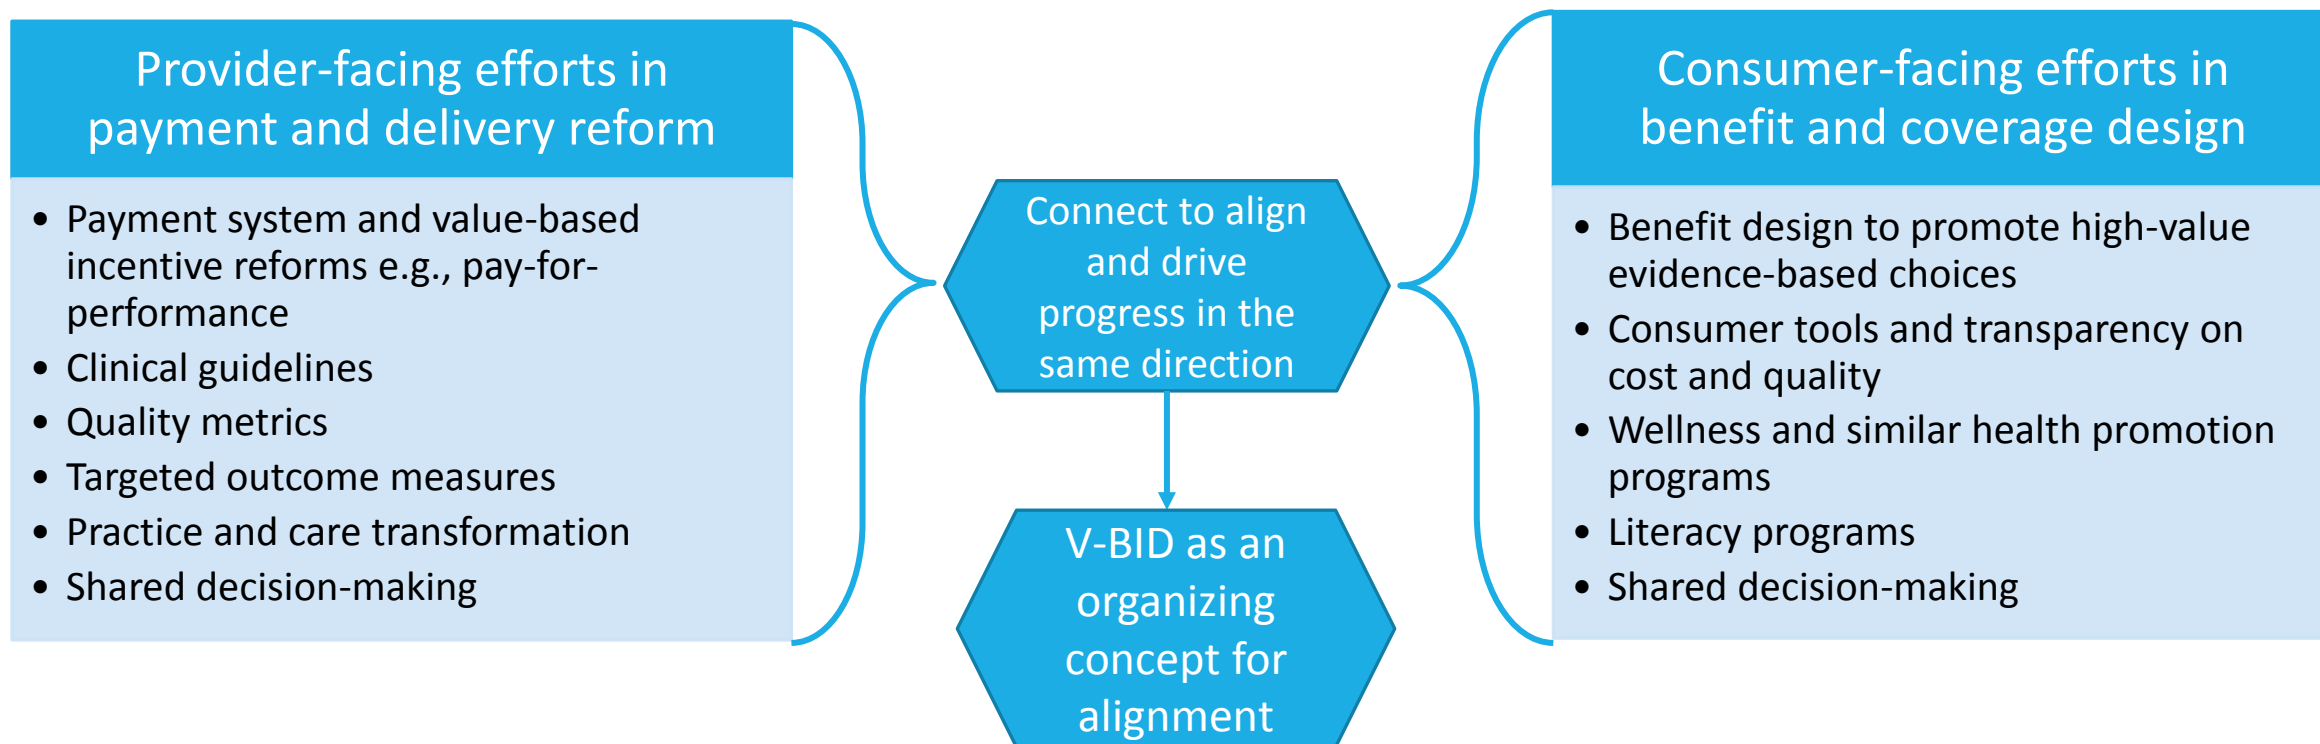 Provider-facing efforts in
payment and delivery reform
• Payment system and value-based
incentive reforms e.g., pay-for-
performance
• Clinical guidelines
• Quality metrics
• Targeted outcome measures
• Practice and care transformation
• Shared decision-making
Connect to align
and drive
progress in the
same direction
V-BID as an
organizing
concept for
alignment
Consumer-facing efforts in
benefit and coverage design
• Benefit design to promote high-value
evidence-based choices
• Consumer tools and transparency on
cost and quality
• Wellness and similar health promotion
programs
• Literacy programs
• Shared decision-making